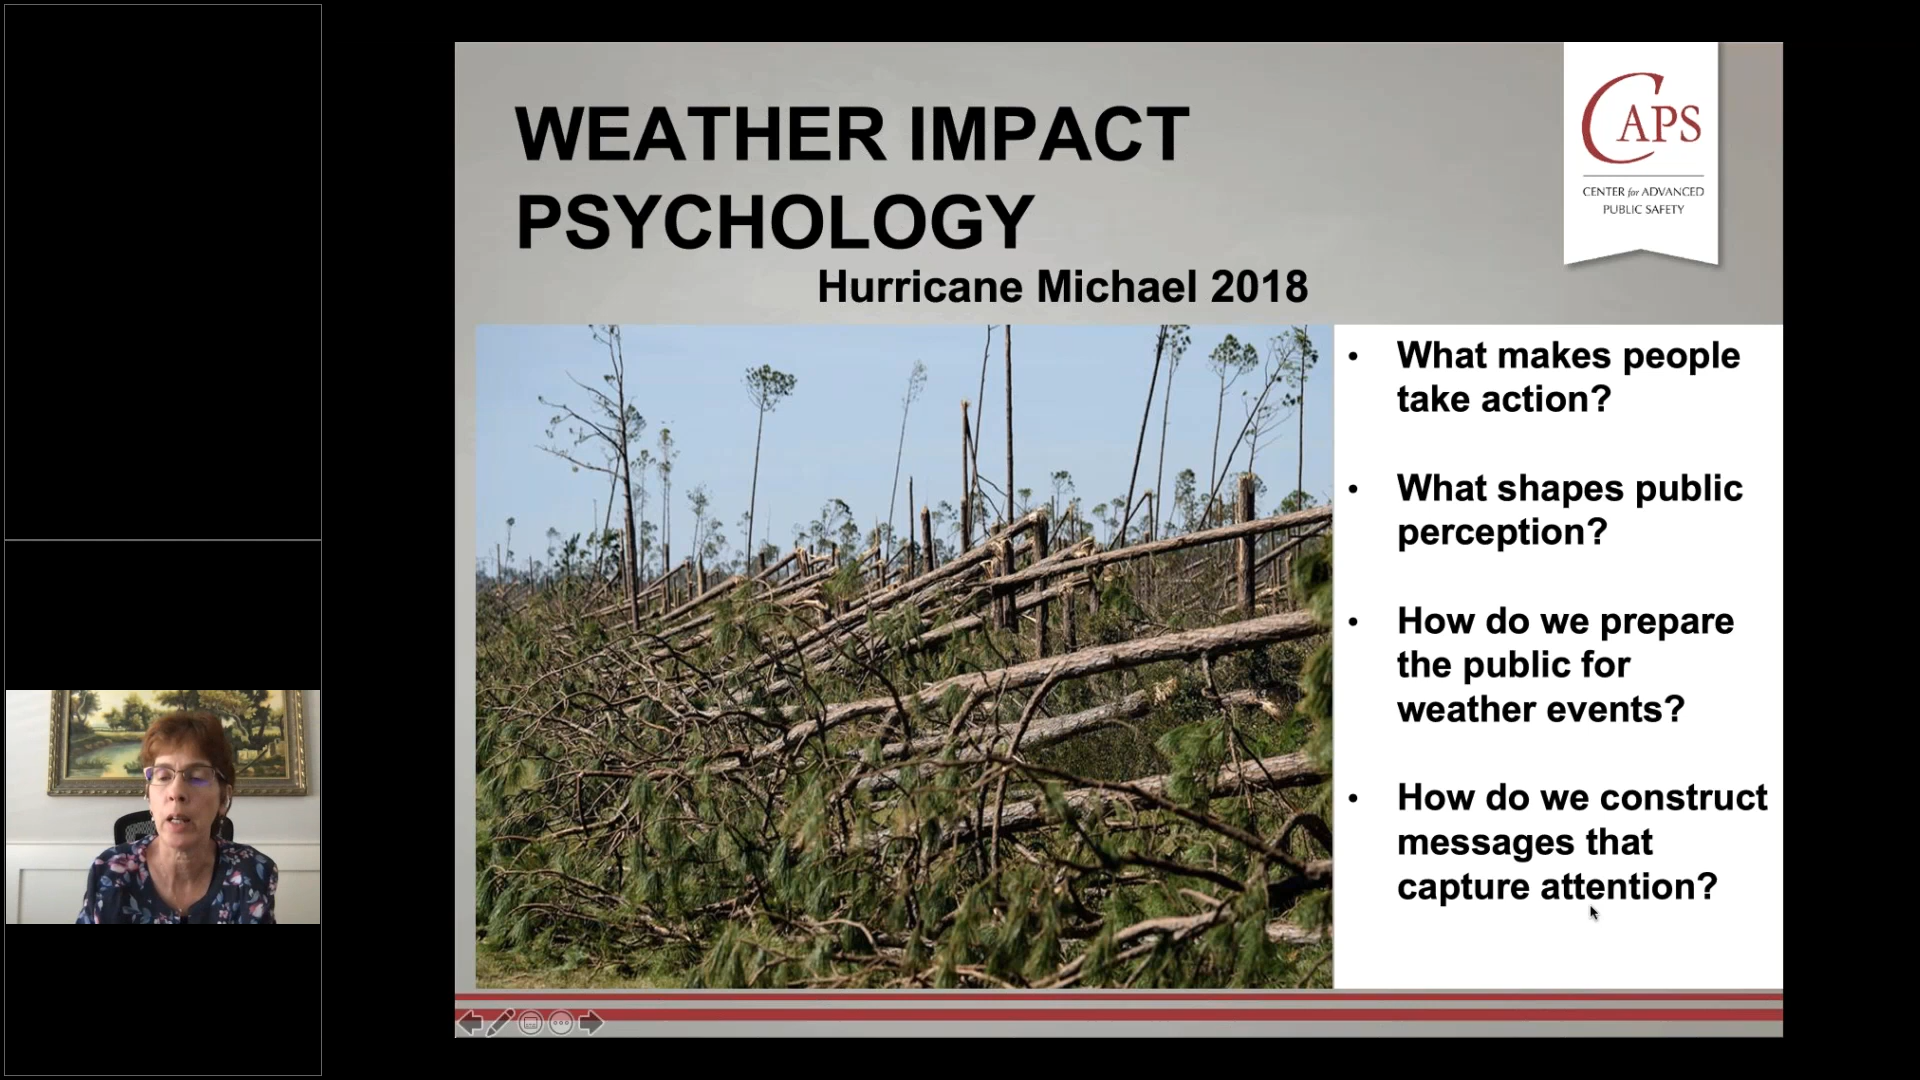 WEATHER IMPACT
PSYCHOLOGY
Hurricane Michael 2018
CAPS
CENTER for ADVANCED
PUBLIC SAFETY
• What makes people
take action?
• What shapes public
perception?
• How do we prepare
the public for
weather events?
• How do we construct
messages that
capture attention?